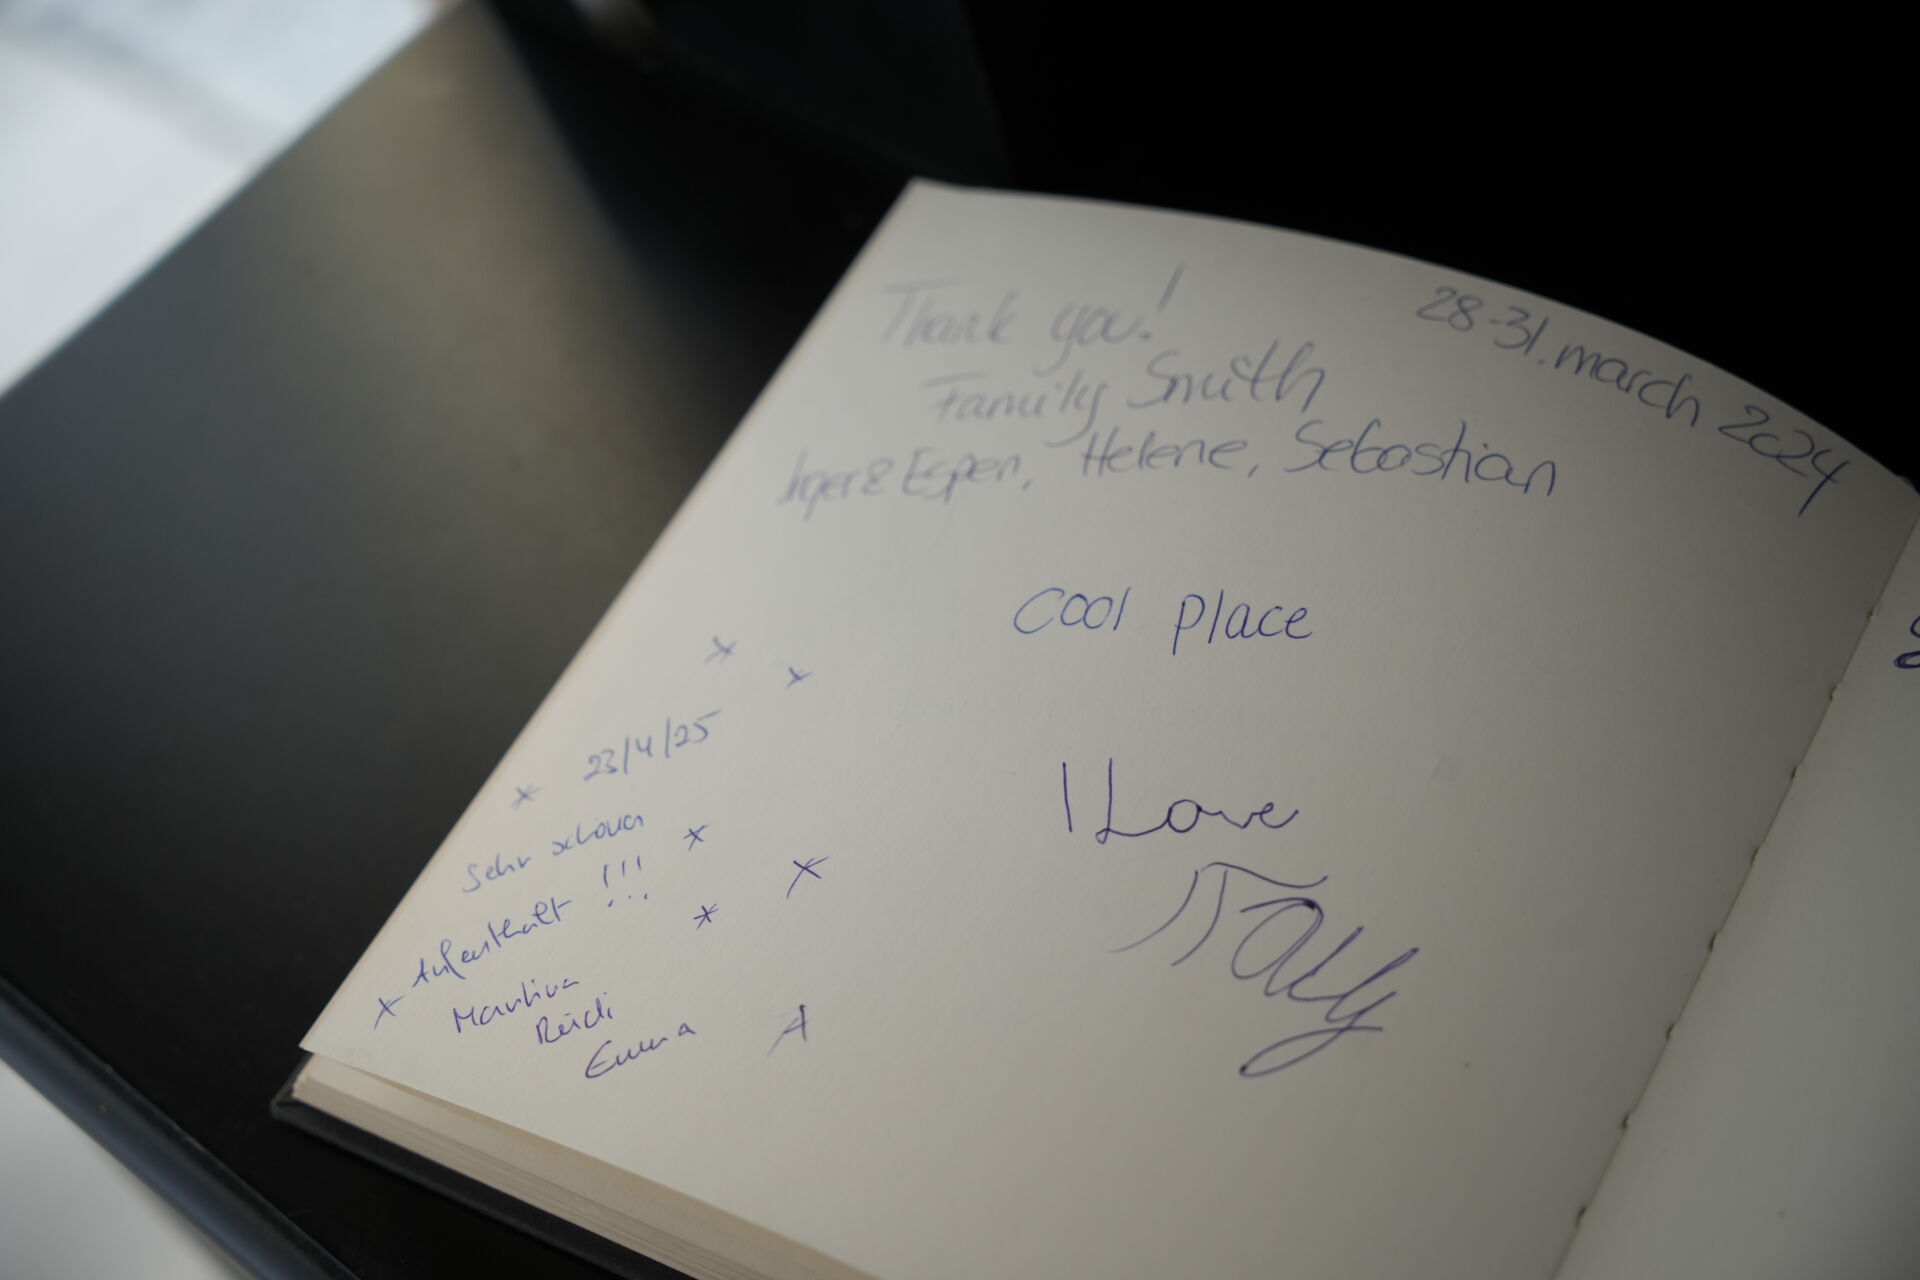 28-31. march 2024
Thank you!
Family Smith
Inger & Espen, Helene, Sebastian
Cool place
23/4/25
Sehr schöner
Aufenthalt !!!
Martina
Emma A
I Love